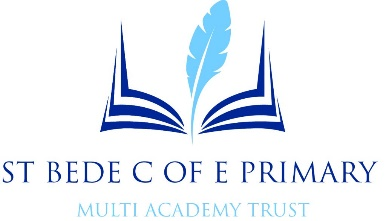 ST BEDE C OF E PRIMARY
MULTI ACADEMY TRUST